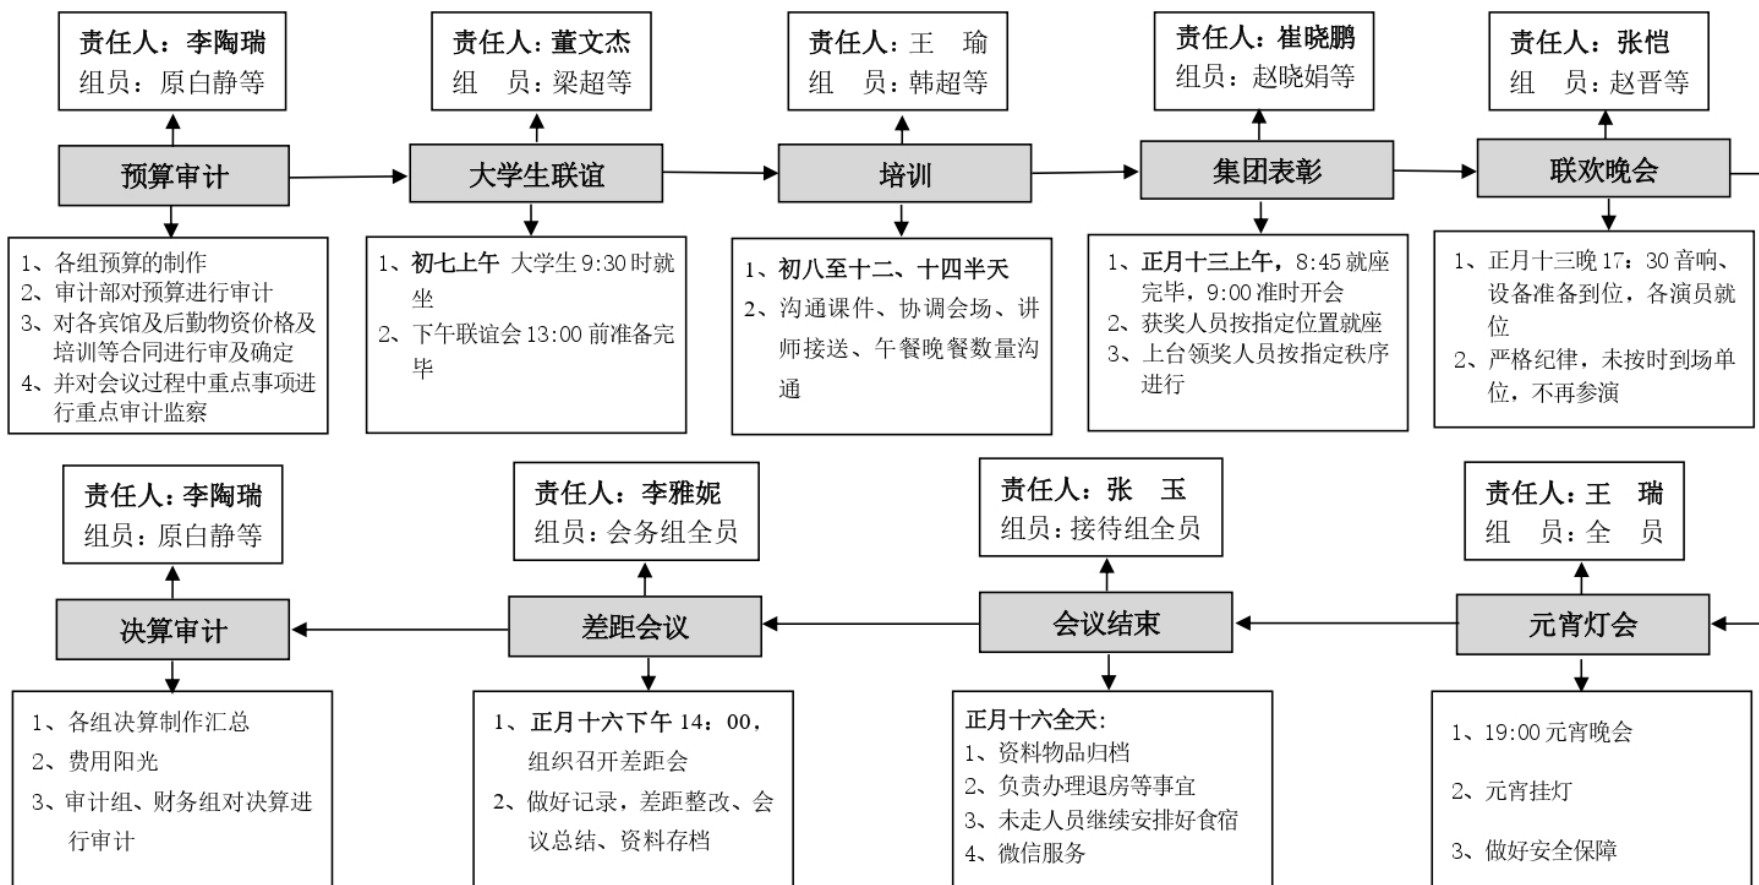 责任人：李陶瑞
组员：原白静等
责任人：董文杰
组　员：梁超等
责任人：王　瑜
组　员：韩超等
责任人：崔晓鹏
组员：赵晓娟等
责任人：张恺
组　员：赵晋等
预算审计
大学生联谊
培训
集团表彰
联欢晚会
1、各组预算的制作
2、审计部对预算进行审计
3、对各宾馆及后勤物资价格及
培训等合同进行审及确定
4、并对会议过程中重点事项进
行重点审计监察
1、初七上午 大学生 9:30 时就
坐
2、下午联谊会 13:00 前准备完
毕
1、初八至十二、十四半天
2、沟通课件、协调会场、讲
师接送、午餐晚餐数量沟
通
1、正月十三上午，8:45 就座
完毕，9:00 准时开会
2、获奖人员按指定位置就座
3、上台领奖人员按指定秩序
进行
1、正月十三晚 17：30 音响、
设备准备到位，各演员就
位
2、严格纪律，未按时到场单
位，不再参演
责任人：李陶瑞
组员：原白静等
责任人：李雅妮
组员：会务组全员
责任人：张　玉
组员：接待组全员
责任人：王　瑞
组　员：全　员
决算审计
差距会议
会议结束
元宵灯会
1、各组决算制作汇总
2、费用阳光
3、审计组、财务组对决算进
行审计
1、正月十六下午 14：00，
组织召开差距会
2、做好记录，差距整改、会
议总结、资料存档
正月十六全天：
1、资料物品归档
2、负责办理退房等事宜
3、未走人员继续安排好食宿
4、微信服务
1、19:00 元宵晚会
2、元宵挂灯
3、做好安全保障